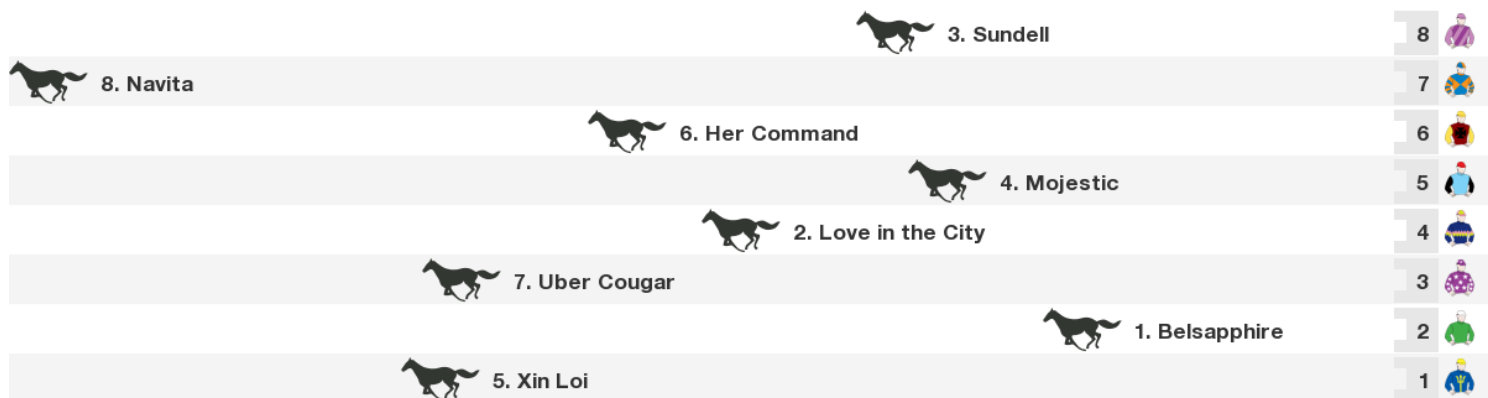 3. Sundell 8
8. Navita 7
6. Her Command 6
4. Mojestic 5
2. Love in the City 4
7. Uber Cougar 3
1. Belsapphire 2
5. Xin Loi 1